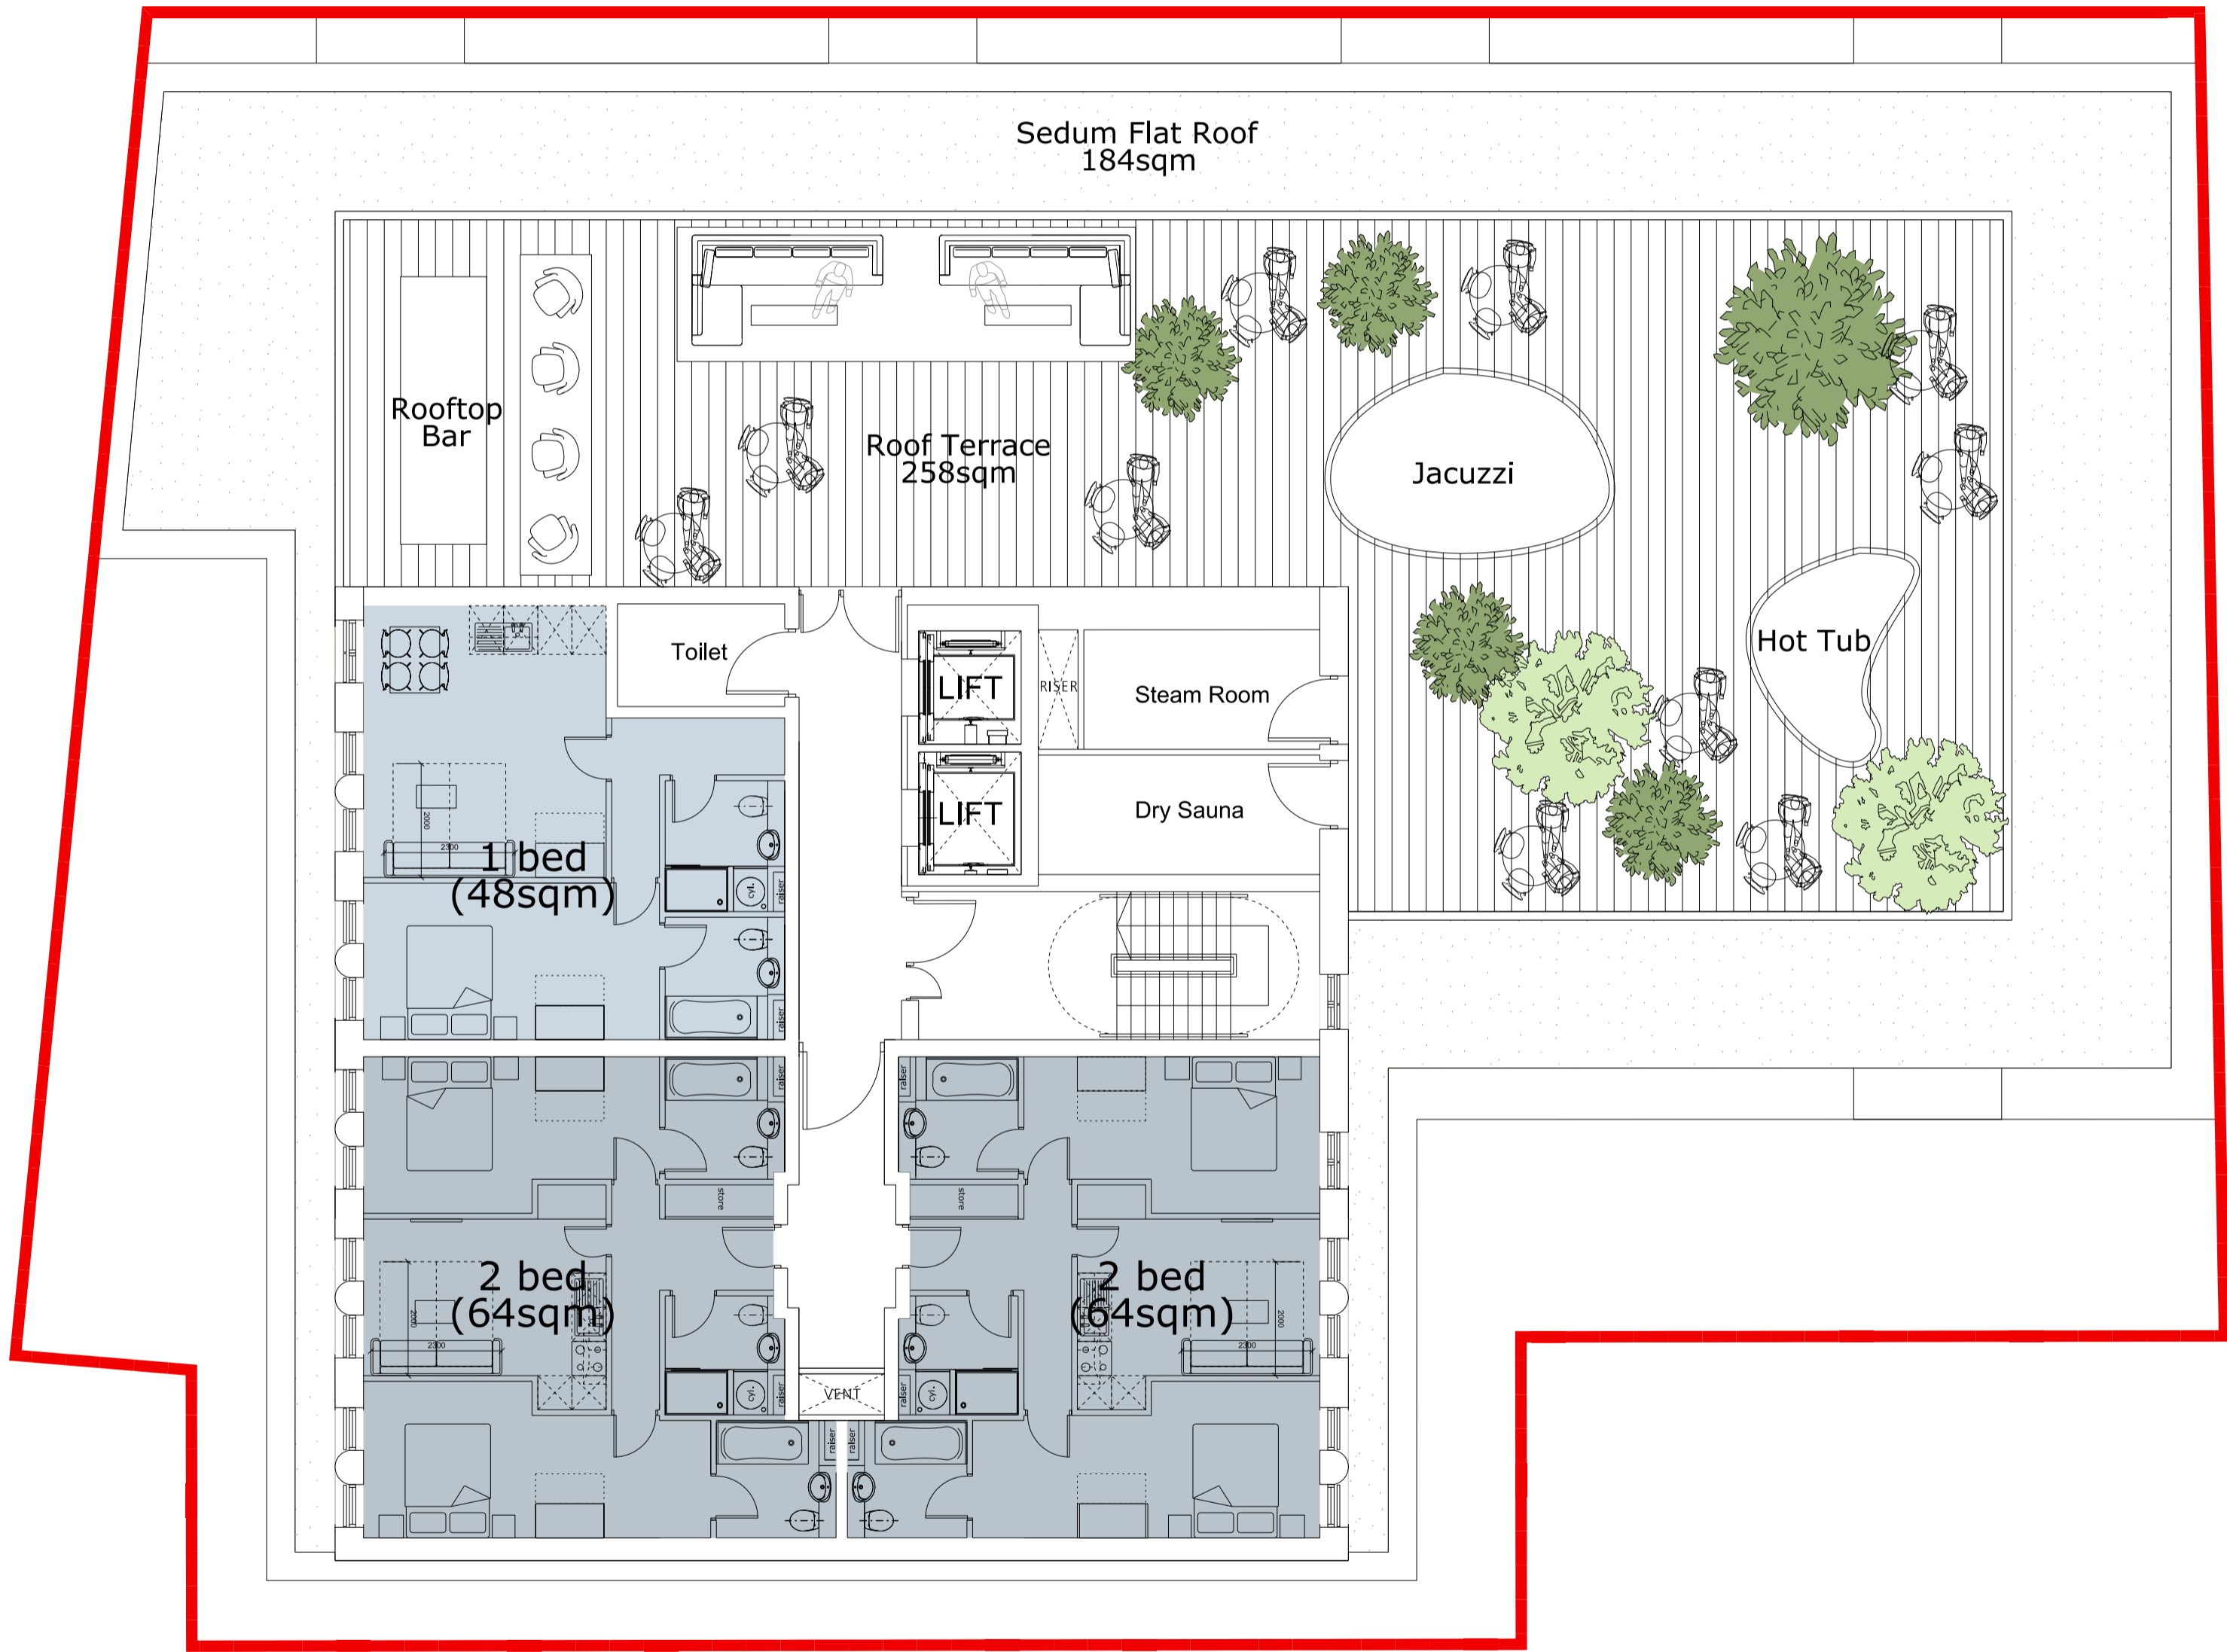 Sedum Flat Roof
184sqm
Rooftop
Bar
Roof Terrace
258sqm
Jacuzzi
Hot Tub
Toilet
LIFT
RISER
Steam Room
LIFT
Dry Sauna
2000
2300
1 bed
(48sqm)
cyl.
raiser
raiser
raiser
raiser
store
store
2 bed
(64sqm)
2000
2300
2 bed
(64sqm)
2000
2300
cyl.
raiser
VENT
raiser
cyl.
raiser
raiser